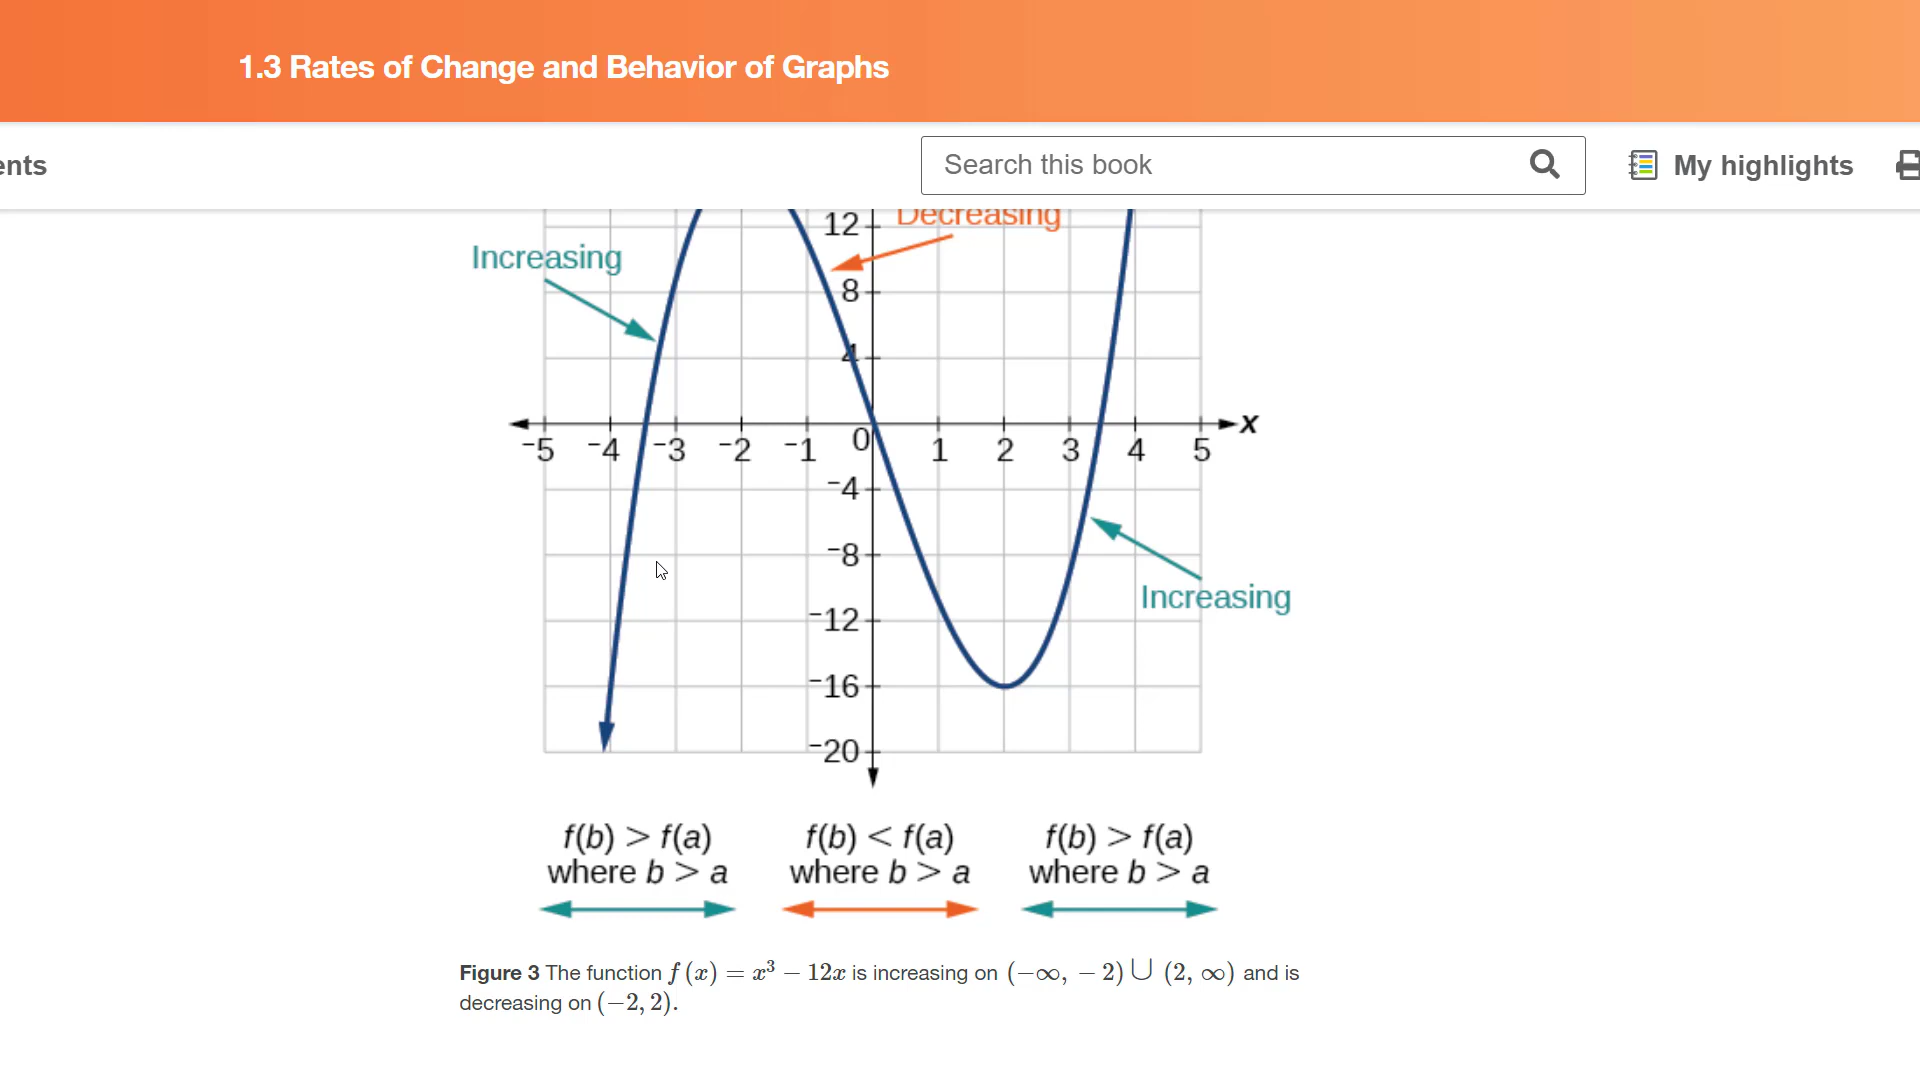 1.3 Rates of Change and Behavior of Graphs
ents
Search this book
My highlights
Decreasing
12
Increasing
8
4
x
−5 −4 −3 −2 −1 0 1 2 3 4 5
−4
−8
Increasing
−12
−16
−20
f(b) > f(a) f(b) < f(a) f(b) > f(a)
where b > a where b > a where b > a
Figure 3 The function f (x) = x³ − 12x is increasing on (−∞, − 2) ∪ (2, ∞) and is
decreasing on (−2, 2).